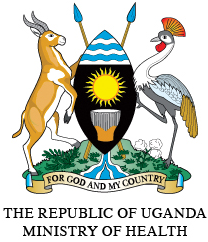 FOR GOD AND MY COUNTRY
THE REPUBLIC OF UGANDA
MINISTRY OF HEALTH